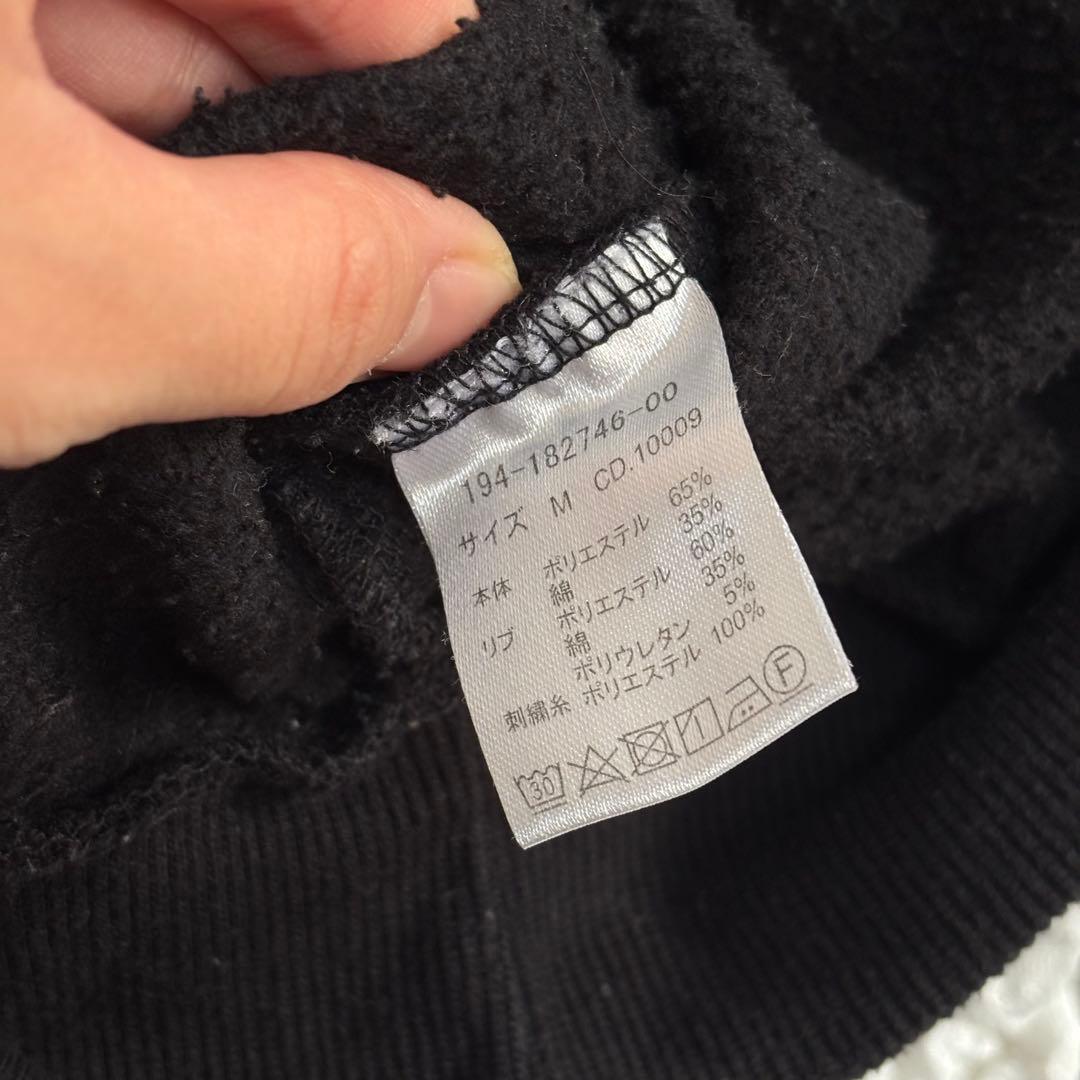 194-182746-00
サイズ M CD.10009
本体 ポリエステル 65%
綿 35%
リブ ポリエステル 60%
綿 35%
ポリウレタン 5%
刺繍糸 ポリエステル 100%
30 F